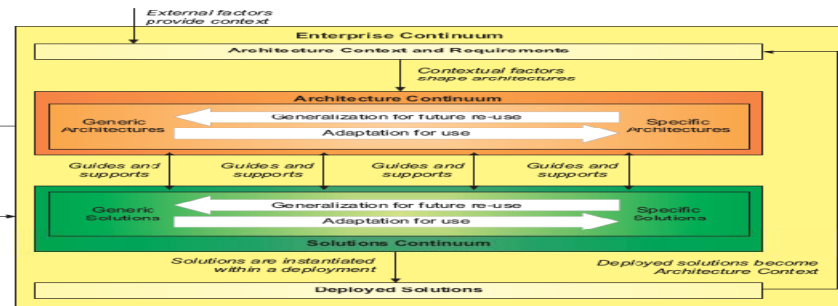 External factors
provide context
Enterprise Continuum
Architecture Context and Requirements
Contextual factors
shape architectures
Architecture Continuum
Generic
Architectures
Generalization for future re-use
Adaptation for use
Specific
Architectures
Guides and
supports
Guides and
supports
Guides and
supports
Guides and
supports
Generic
Solutions
Generalization for future re-use
Adaptation for use
Specific
Solutions
Solutions Continuum
Solutions are instantiated
within a deployment
Deployed solutions become
Architecture Context
Deployed Solutions